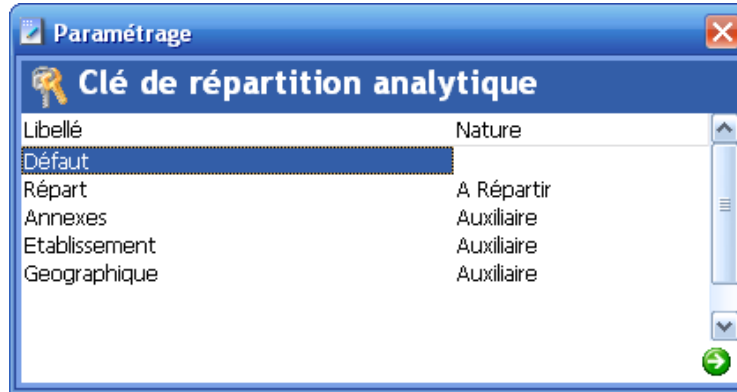 Paramétrage
Clé de répartition analytique
Libellé Nature
Défaut
Répart A Répartir
Annexes Auxiliaire
Etablissement Auxiliaire
Geographique Auxiliaire